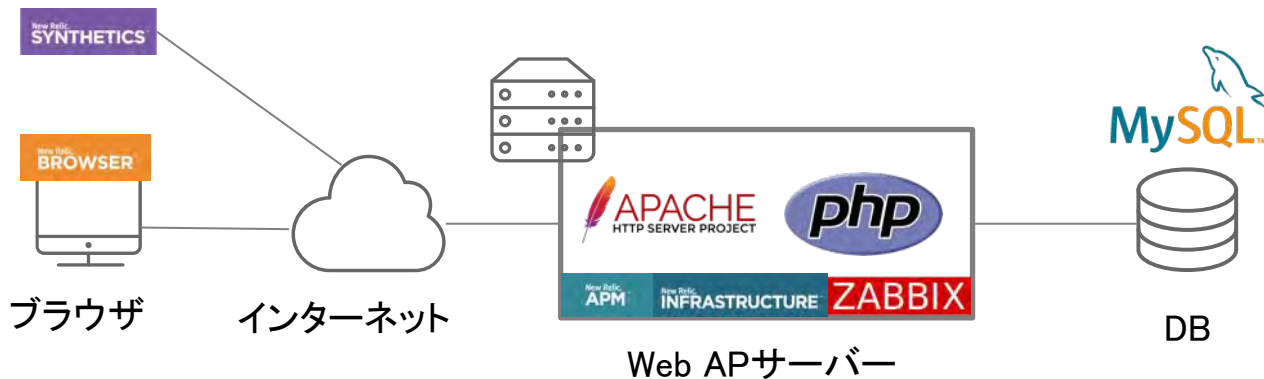 New Relic.
SYNTHETICS
New Relic.
BROWSER
MySQL
APACHE
HTTP SERVER PROJECT
php
New Relic.
APM
New Relic.
INFRASTRUCTURE
ZABBIX
ブラウザ
インターネット
Web APサーバー
DB